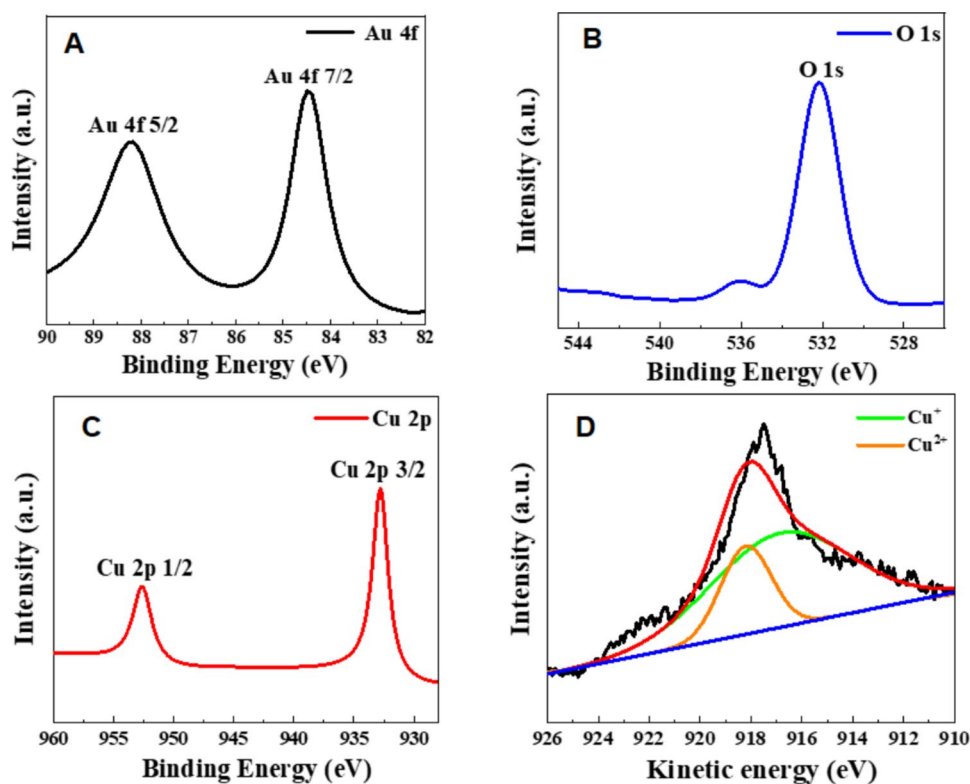 A
Au 4f
Au 4f 7/2
Au 4f 5/2
Intensity (a.u.)
90 89 88 87 86 85 84 83 82
Binding Energy (eV)
B
O 1s
O 1s
Intensity (a.u.)
544 540 536 532 528
Binding Energy (eV)
C
Cu 2p
Cu 2p 3/2
Cu 2p 1/2
Intensity (a.u.)
960 955 950 945 940 935 930
Binding Energy (eV)
D
Cu⁺
Cu²⁺
Intensity (a.u.)
926 924 922 920 918 916 914 912 910
Kinetic energy (eV)